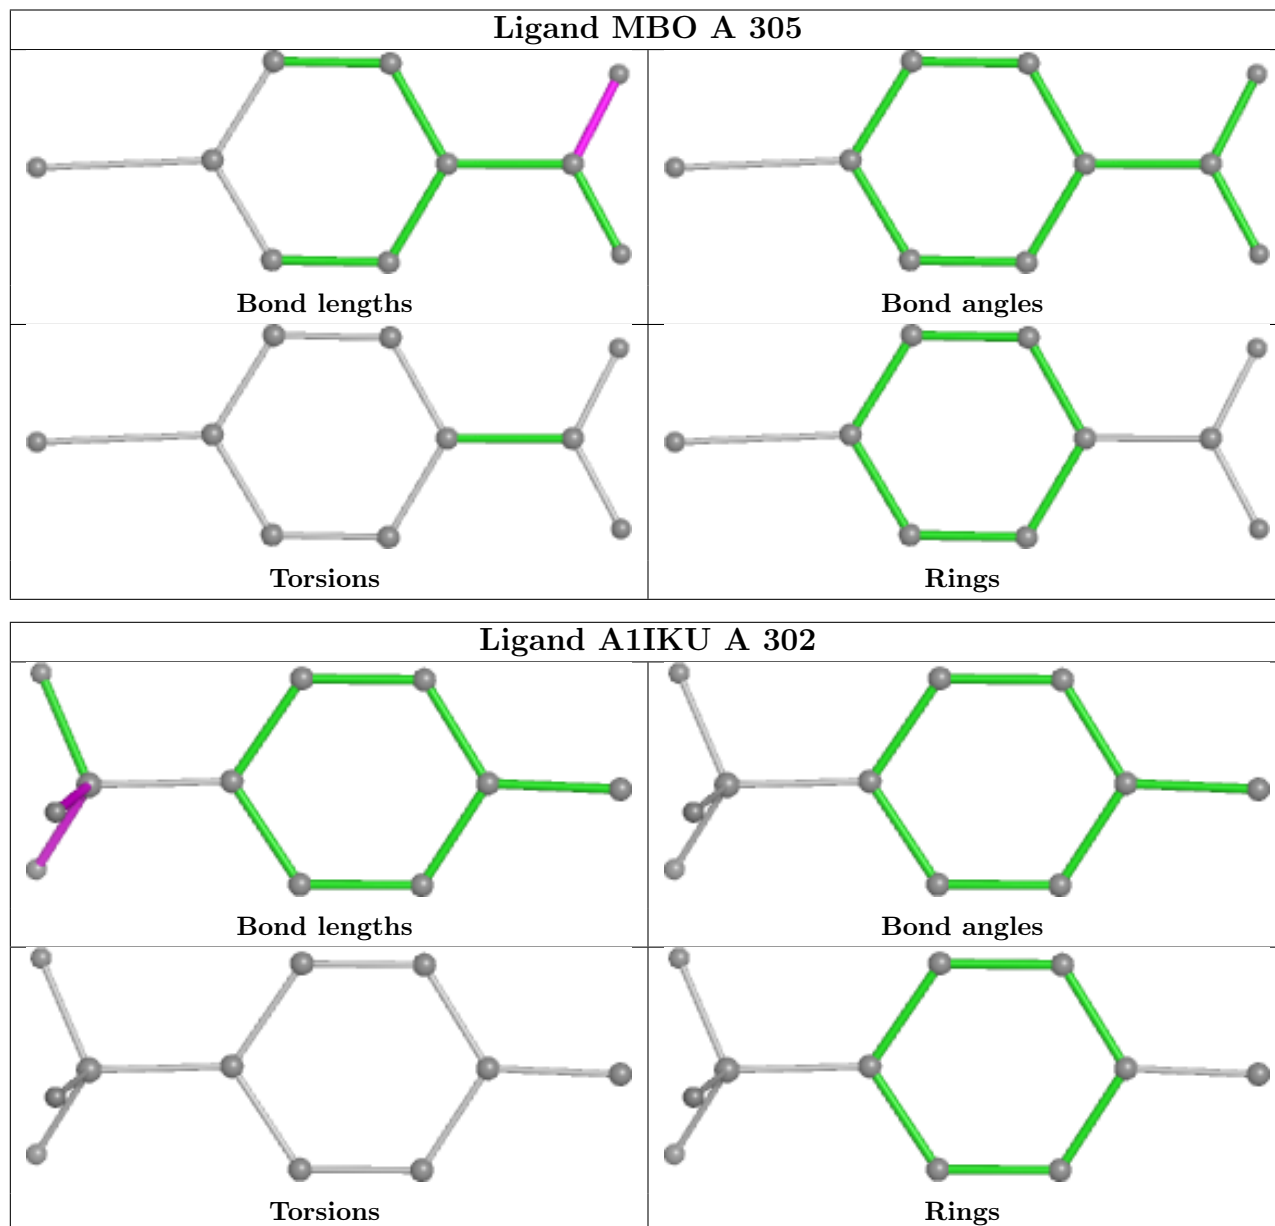 Ligand MBO A 305
Bond lengths
Bond angles
Torsions
Rings
Ligand A1IKU A 302
Bond lengths
Bond angles
Torsions
Rings